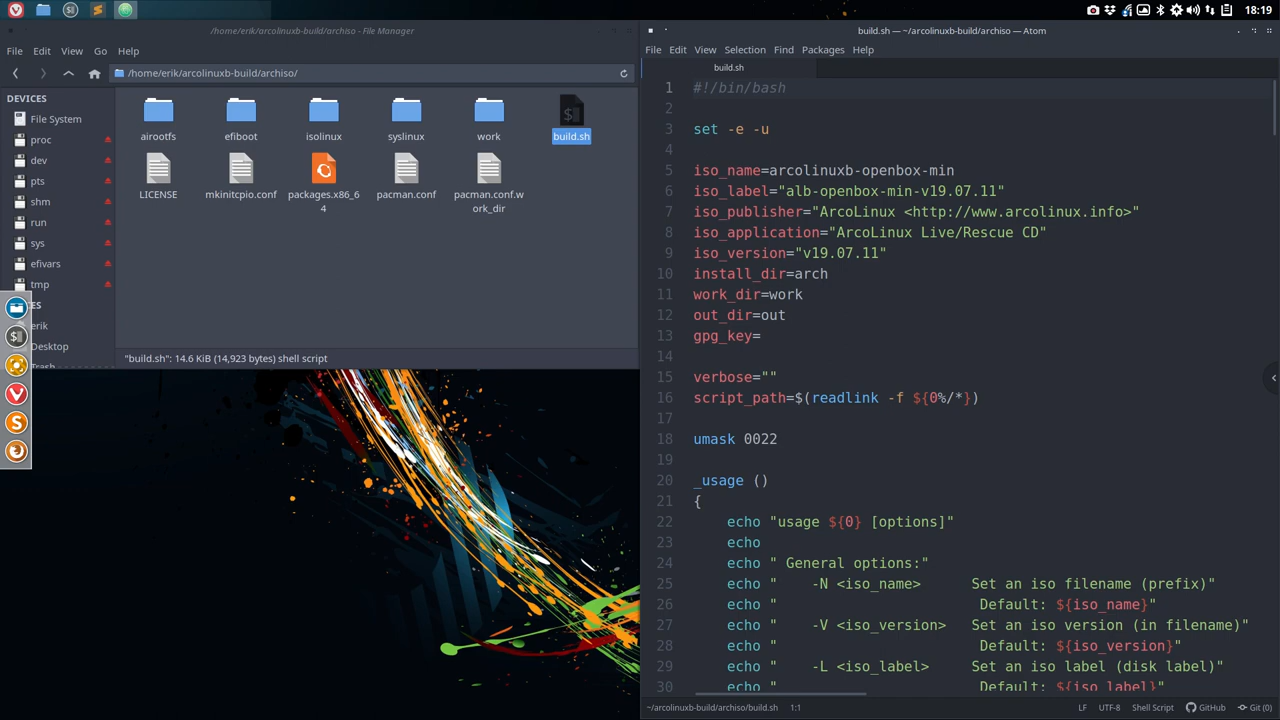 18:19
/home/erik/arcolinuxb-build/archiso - File Manager
File Edit View Go Help
/home/erik/arcolinuxb-build/archiso/
DEVICES
File System
proc
dev
pts
shm
run
sys
efivars
tmp
ES
erik
Desktop
Trash
airootfs
efiboot
isolinux
syslinux
work
build.sh
LICENSE
mkinitcpio.conf
packages.x86_6
4
pacman.conf
pacman.conf.w
ork_dir
"build.sh": 14.6 KiB (14,923 bytes) shell script
build.sh — ~/arcolinuxb-build/archiso — Atom
File Edit View Selection Find Packages Help
build.sh
1 #!/bin/bash
2
3 set -e -u
4
5 iso_name=arcolinuxb-openbox-min
6 iso_label="alb-openbox-min-v19.07.11"
7 iso_publisher="ArcoLinux <http://www.arcolinux.info>"
8 iso_application="ArcoLinux Live/Rescue CD"
9 iso_version="v19.07.11"
10 install_dir=arch
11 work_dir=work
12 out_dir=out
13 gpg_key=
14
15 verbose=""
16 script_path=$(readlink -f ${0%/*})
17
18 umask 0022
19
20 _usage ()
21 {
22     echo "usage ${0} [options]"
23     echo
24     echo " General options:"
25     echo "    -N <iso_name>      Set an iso filename (prefix)"
26     echo "                        Default: ${iso_name}"
27     echo "    -V <iso_version>   Set an iso version (in filename)"
28     echo "                        Default: ${iso_version}"
29     echo "    -L <iso_label>     Set an iso label (disk label)"
30     echo "                        Default: ${iso_label}"
~/arcolinuxb-build/archiso/build.sh 1:1 LF UTF-8 Shell Script GitHub Git (0)